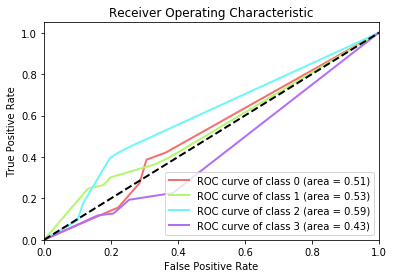 Receiver Operating Characteristic
1.0
0.8
0.6
0.4
0.2
0.0
True Positive Rate
ROC curve of class 0 (area = 0.51)
ROC curve of class 1 (area = 0.53)
ROC curve of class 2 (area = 0.59)
ROC curve of class 3 (area = 0.43)
0.0 0.2 0.4 0.6 0.8 1.0
False Positive Rate